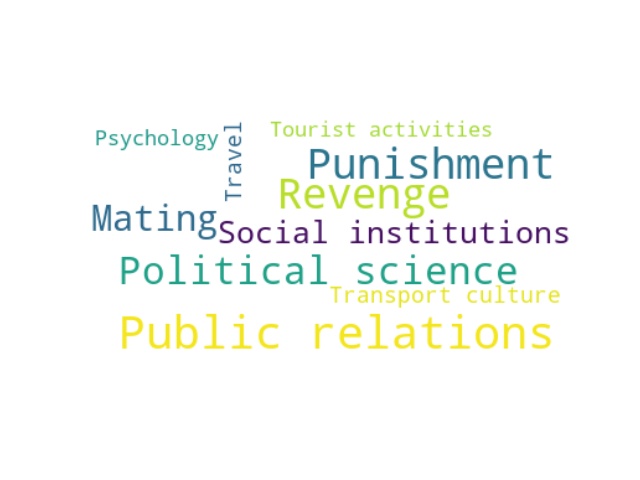 Psychology
Travel
Tourist activities
Punishment
Revenge
Mating
Social institutions
Political science
Transport culture
Public relations